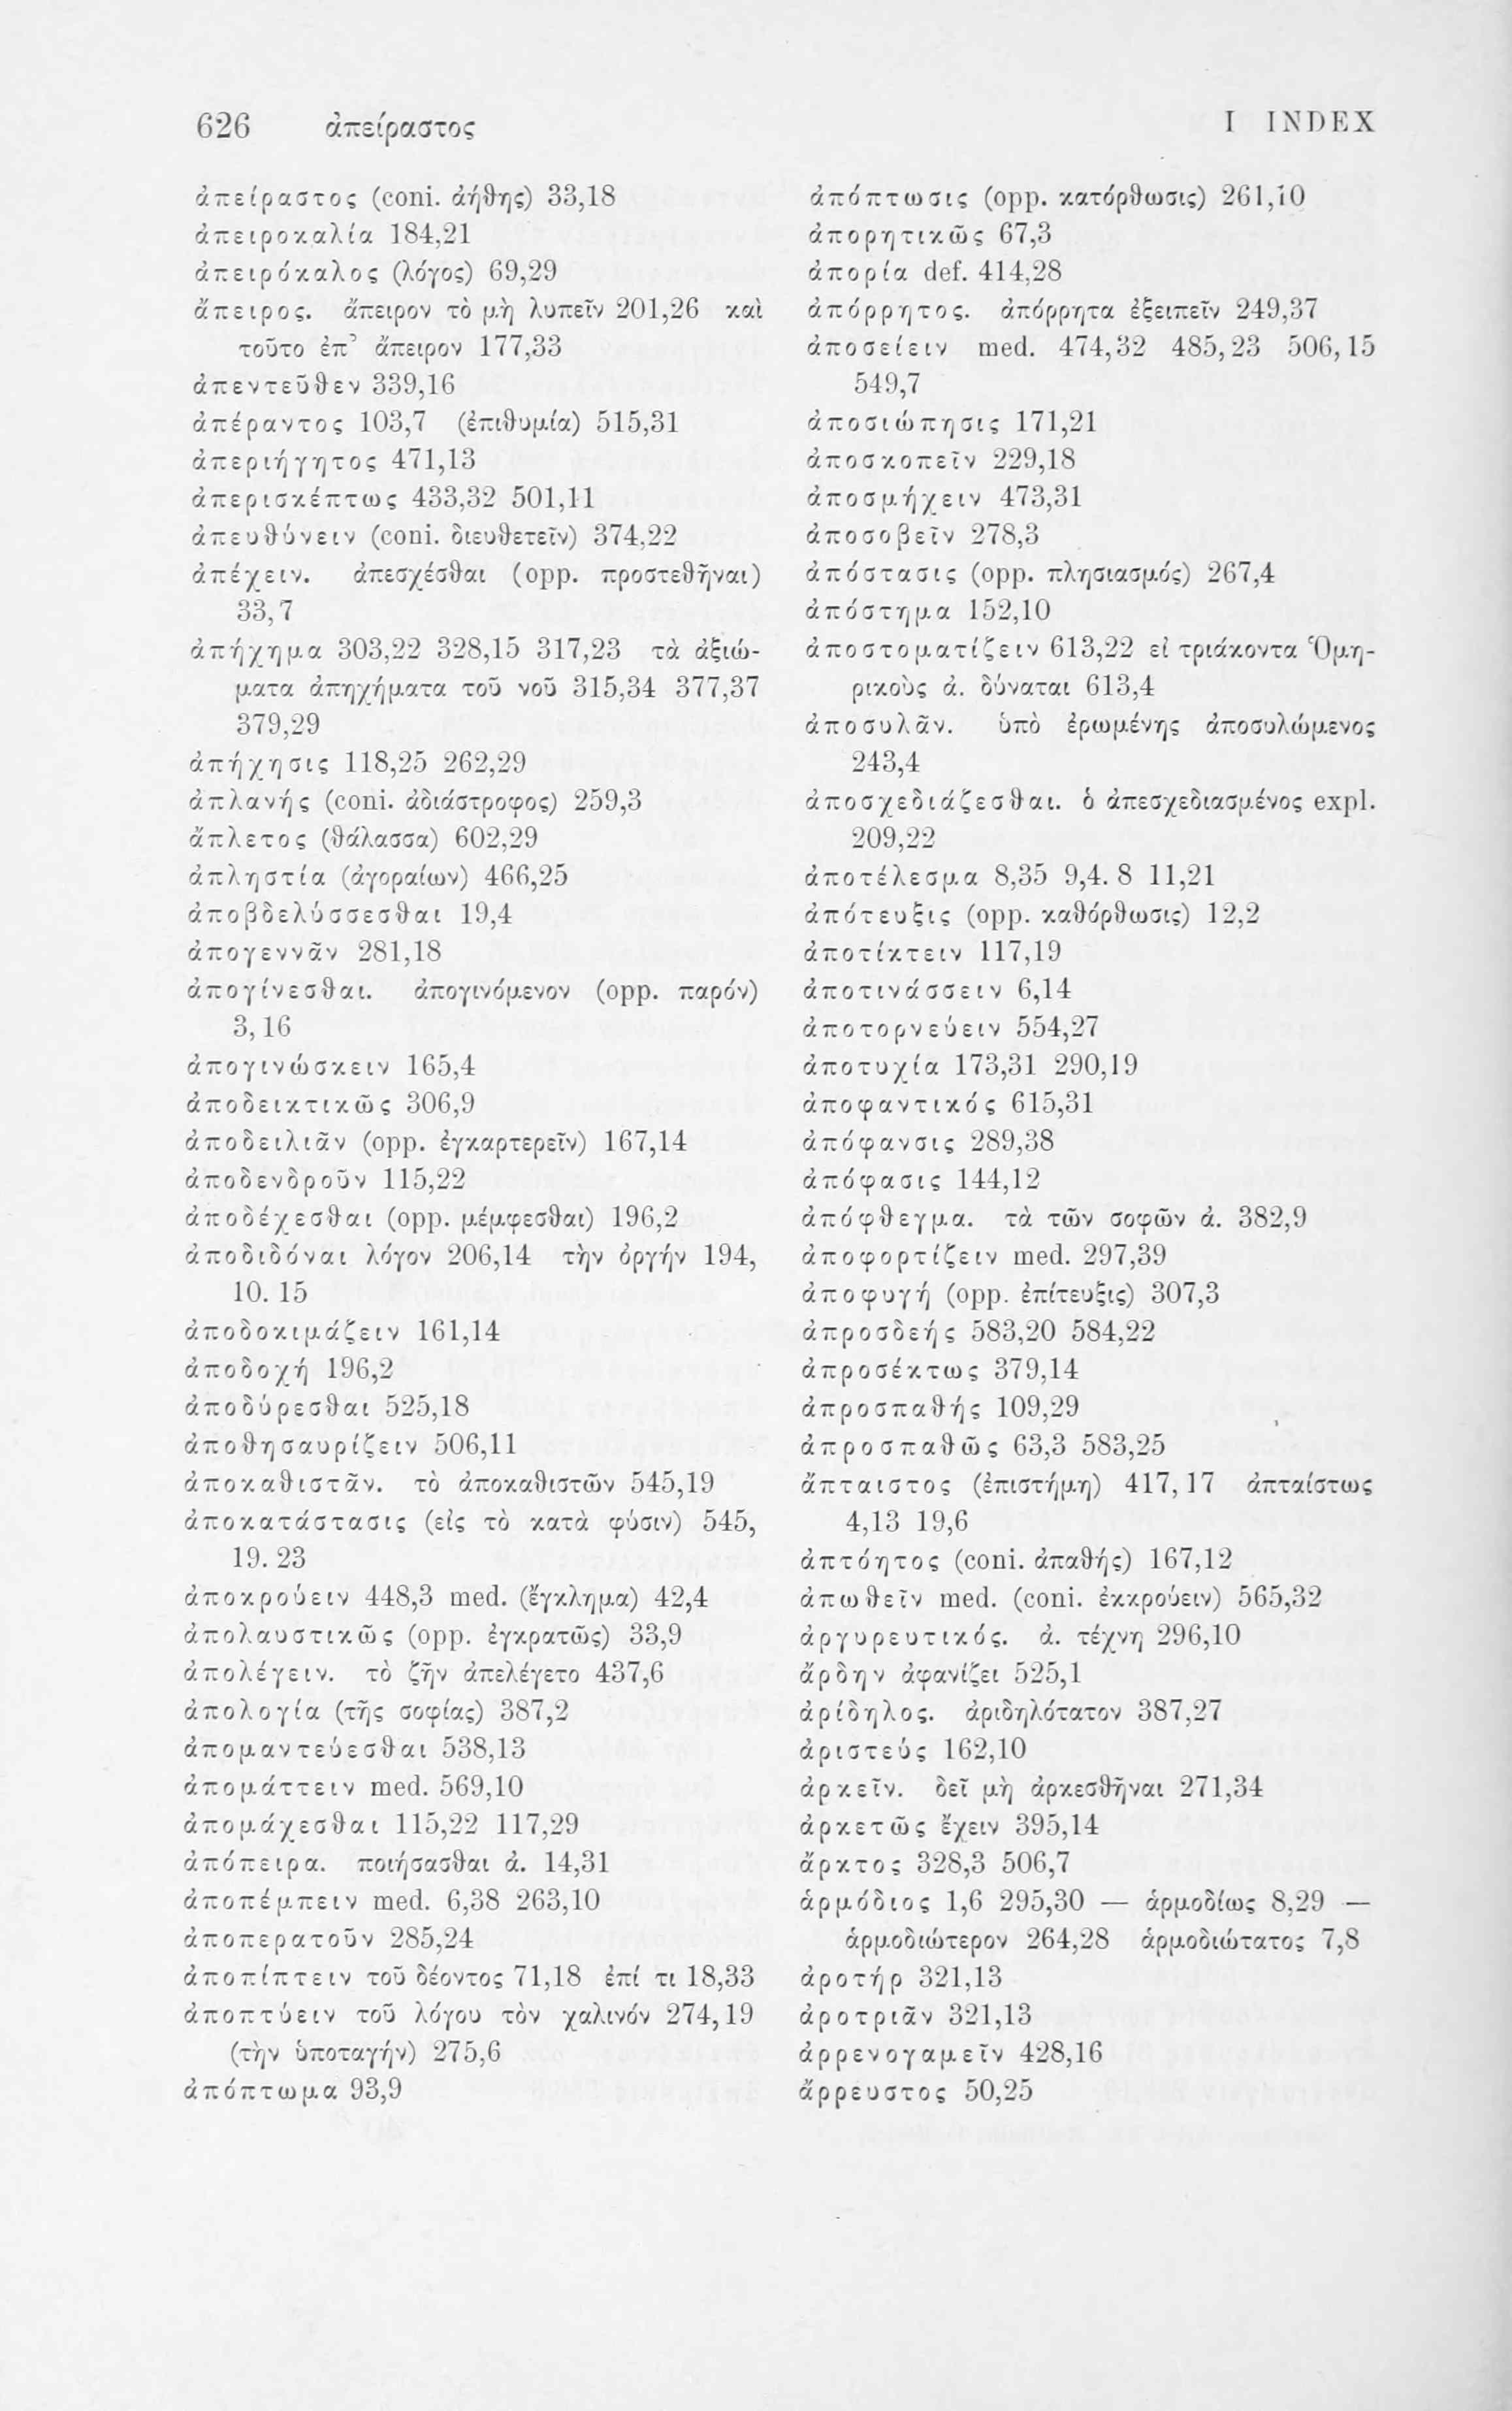 626 ἀπείραστος I INDEX
ἀπείραστος (coni. ἀήθης) 33,18
ἀπειροκαλία 184,21
ἀπειρόκαλος (λόγος) 69,29
ἄπειρος. ἄπειρον τὸ μὴ λυπεῖν 201,26 καὶ
τοῦτο ἐπ’ ἄπειρον 177,33
ἀπεντεῦθεν 339,16
ἀπέραντος 103,7 (ἐπιθυμία) 515,31
ἀπεριήγητος 471,13
ἀπερισκέπτως 433,32 501,11
ἀπευθύνειν (coni. διευθετεῖν) 374,22
ἀπέχειν. ἀπεσχέσθαι (opp. προστεθῆναι)
33,7
ἀπήχημα 303,22 328,15 317,23 τὰ ἀξιώ-
ματα ἀπηχήματα τοῦ νοῦ 315,34 377,37
379,29
ἀπήχησις 118,25 262,29
ἀπλανής (coni. ἀδιάστροφος) 259,3
ἄπλετος (θάλασσα) 602,29
ἀπληστία (ἀγοραίων) 466,25
ἀποβδελύσσεσθαι 19,4
ἀπογεννᾶν 281,18
ἀπογίνεσθαι. ἀπογινόμενον (opp. παρόν)
3,16
ἀπογινώσκειν 165,4
ἀποδεικτικῶς 306,9
ἀποδειλιᾶν (opp. ἐγκαρτερεῖν) 167,14
ἀποδενδροῦν 115,22
ἀποδέχεσθαι (opp. μέμφεσθαι) 196,2
ἀποδιδόναι λόγον 206,14 τὴν ὀργήν 194,
10. 15
ἀποδοκιμάζειν 161,14
ἀποδοχή 196,2
ἀποδύρεσθαι 525,18
ἀποθησαυρίζειν 506,11
ἀποκαθιστᾶν. τὸ ἀποκαθιστῶν 545,19
ἀποκατάστασις (εἰς τὸ κατὰ φύσιν) 545,
19. 23
ἀποκρούειν 448,3 med. (ἔγκλημα) 42,4
ἀπολαυστικῶς (opp. ἐγκρατῶς) 33,9
ἀπολέγειν. τὸ ζῆν ἀπελέγετο 437,6
ἀπολογία (τῆς σοφίας) 387,2
ἀπομαντεύεσθαι 538,13
ἀπομάττειν med. 569,10
ἀπομάχεσθαι 115,22 117,29
ἀπόπειρα. ποιήσασθαι ἀ. 14,31
ἀποπέμπειν med. 6,38 263,10
ἀποπερατοῦν 285,24
ἀποπίπτειν τοῦ δέοντος 71,18 ἐπί τι 18,33
ἀποπτύειν τοῦ λόγου τὸν χαλινόν 274,19
(τὴν ὑποταγήν) 275,6
ἀπόπτωμα 93,9
ἀπόπτωσις (opp. κατόρθωσις) 261,10
ἀπορητικῶς 67,3
ἀπορία def. 414,28
ἀπόρρητος. ἀπόρρητα ἐξειπεῖν 249,37
ἀποσείειν med. 474,32 485,23 506,15
549,7
ἀποσιώπησις 171,21
ἀποσκοπεῖν 229,18
ἀποσμήχειν 473,31
ἀποσοβεῖν 278,3
ἀπόστασις (opp. πλησιασμός) 267,4
ἀπόστημα 152,10
ἀποστοματίζειν 613,22 εἰ τριάκοντα Ὁμη-
ρικοὺς ἀ. δύναται 613,4
ἀποσυλᾶν. ὑπὸ ἐρωμένης ἀποσυλώμενος
243,4
ἀποσχεδιάζεσθαι. ὁ ἀπεσχεδιασμένος expl.
209,22
ἀποτέλεσμα 8,35 9,4. 8 11,21
ἀπότευξις (opp. καθόρθωσις) 12,2
ἀποτίκτειν 117,19
ἀποτινάσσειν 6,14
ἀποτορνεύειν 554,27
ἀποτυχία 173,31 290,19
ἀποφαντικός 615,31
ἀπόφανσις 289,38
ἀπόφασις 144,12
ἀπόφθεγμα. τὰ τῶν σοφῶν ἀ. 382,9
ἀποφορτίζειν med. 297,39
ἀποφυγή (opp. ἐπίτευξις) 307,3
ἀπροσδεής 583,20 584,22
ἀπροσέκτως 379,14
ἀπροσπαθής 109,29
ἀπροσπαθῶς 63,3 583,25
ἄπταιστος (ἐπιστήμη) 417,17 ἀπταίστως
4,13 19,6
ἀπτόητος (coni. ἀπαθής) 167,12
ἀπωθεῖν med. (coni. ἐκκρούειν) 565,32
ἀργυρευτικός. ἀ. τέχνη 296,10
ἄρδην ἀφανίζει 525,1
ἀρίδηλος. ἀριδηλότατον 387,27
ἀριστεύς 162,10
ἀρκεῖν. δεῖ μὴ ἀρκεσθῆναι 271,34
ἀρκετῶς ἔχειν 395,14
ἄρκτος 328,3 506,7
ἁρμόδιος 1,6 295,30 — ἁρμοδίως 8,29 —
ἁρμοδιώτερον 264,28 ἁρμοδιώτατος 7,8
ἀροτήρ 321,13
ἀροτριᾶν 321,13
ἀρρενογαμεῖν 428,16
ἄρρευστος 50,25